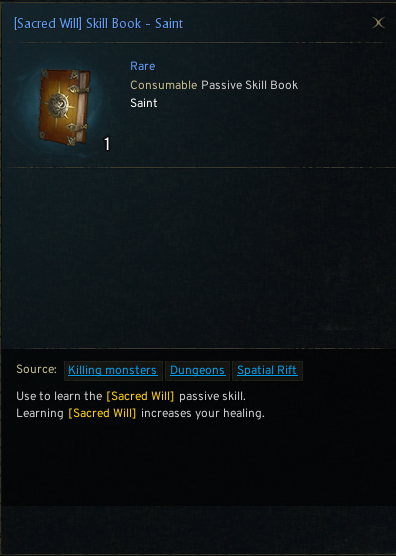 [Sacred Will] Skill Book - Saint
Rare
Consumable Passive Skill Book
Saint
1
Source: Killing monsters Dungeons Spatial Rift
Use to learn the [Sacred Will] passive skill.
Learning [Sacred Will] increases your healing.